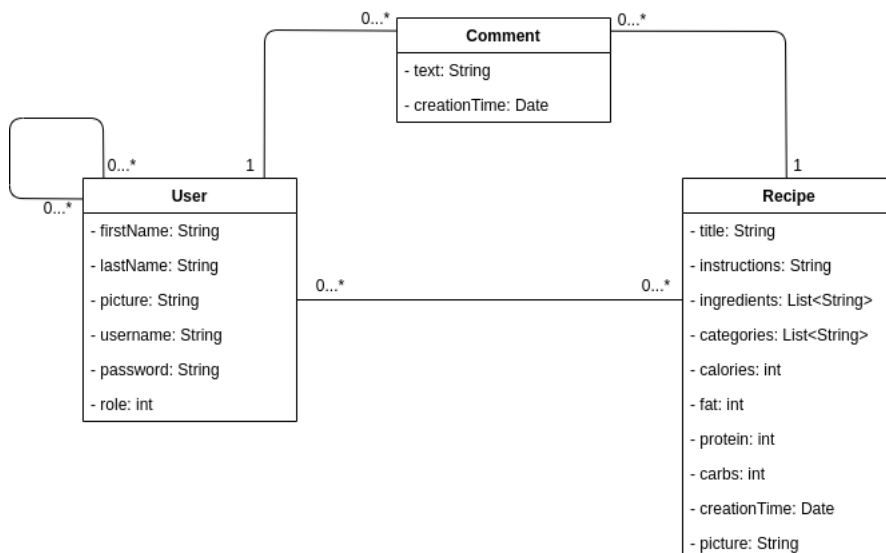 0...*
Comment
0...*
- text: String
- creationTime: Date
0...*
1
1
0...*
User
- firstName: String
- lastName: String
- picture: String
- username: String
- password: String
- role: int
0...*
0...*
Recipe
- title: String
- instructions: String
- ingredients: List<String>
- categories: List<String>
- calories: int
- fat: int
- protein: int
- carbs: int
- creationTime: Date
- picture: String